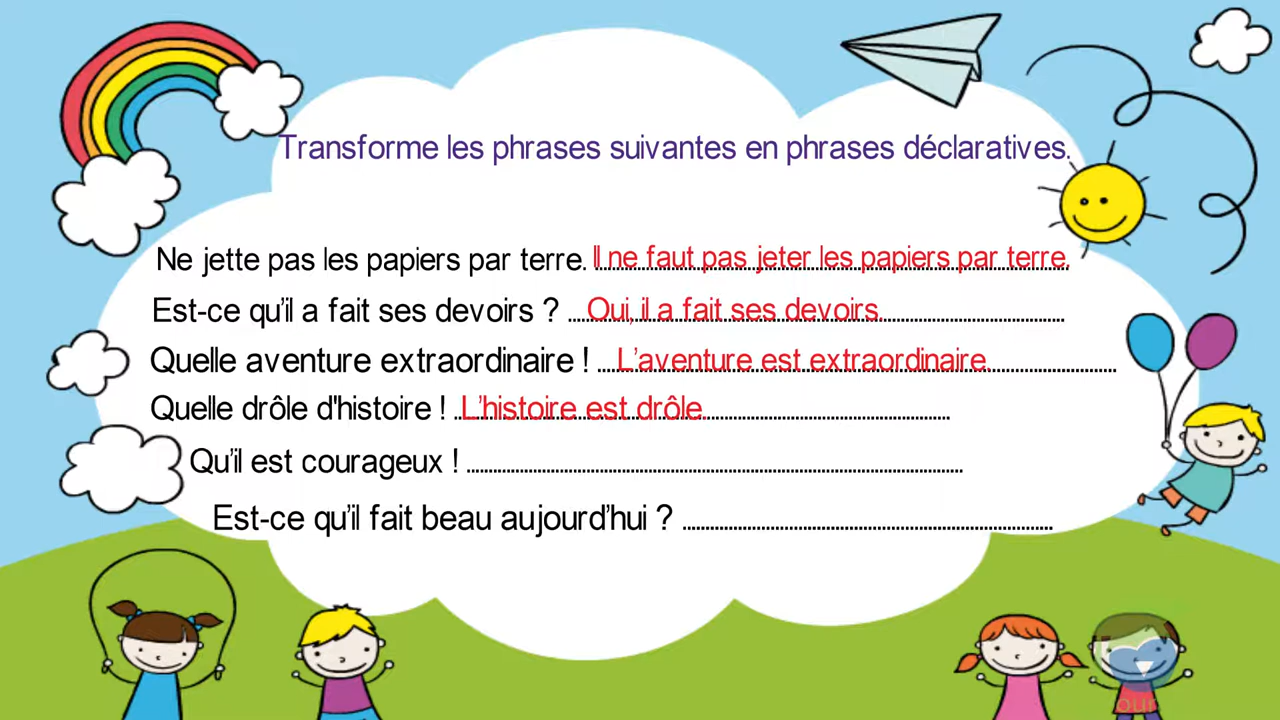 Transforme les phrases suivantes en phrases déclaratives.
Ne jette pas les papiers par terre. Il ne faut pas jeter les papiers par terre.
Est-ce qu'il a fait ses devoirs ? Oui, il a fait ses devoirs.
Quelle aventure extraordinaire ! L'aventure est extraordinaire.
Quelle drôle d'histoire ! L'histoire est drôle.
Qu'il est courageux !
Est-ce qu'il fait beau aujourd'hui ?